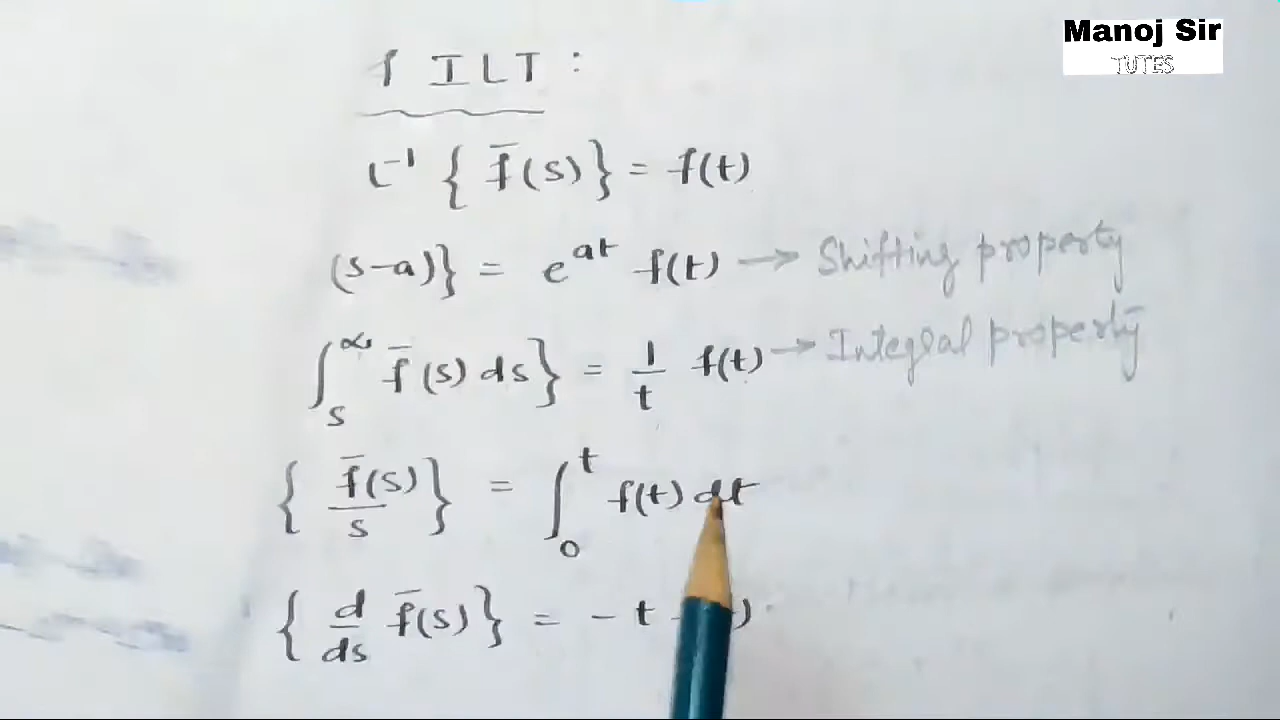 Manoj Sir
TUTES
f ILT :
L⁻¹ { f̄(s) } = f(t)
(s-a)} = e^{at} f(t) → Shifting property
∫_s^∞ f̄(s) ds } = 1/t f(t) → Integral property
{ f̄(s)/s } = ∫_0^t f(t) dt
{ d/ds f̄(s) } = - t )